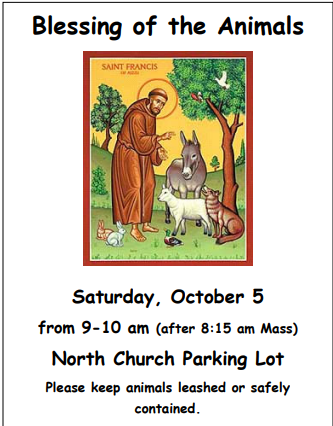 Blessing of the Animals
SAINT FRANCIS
OF ASSISI
Saturday, October 5
from 9-10 am (after 8:15 am Mass)
North Church Parking Lot
Please keep animals leashed or safely
contained.